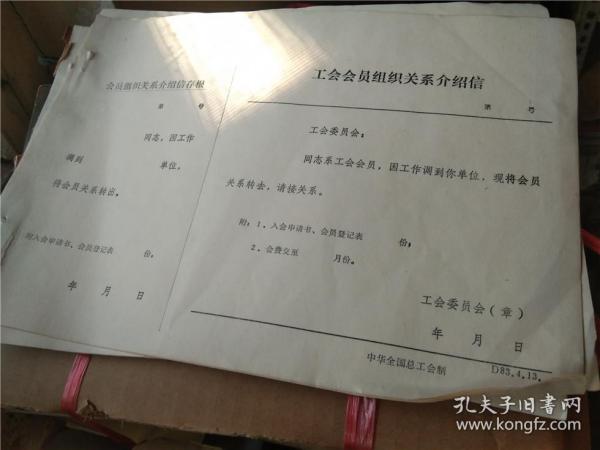 会员组织关系介绍信存根
第 号
同志，因工作
调到 单位。
将会员关系转出。
附入会申请书、会员登记表 份。
年 月 日
工会会员组织关系介绍信
第 号
工会委员会：
同志系工会会员，因工作调到你单位，现将会员
关系转去，请接关系。
附：1、入会申请书、会员登记表 份；
2、会费交至 月份。
工会委员会（章）
年 月 日
中华全国总工会制 D83.4.13.
孔夫子旧书网
www.kongfz.com